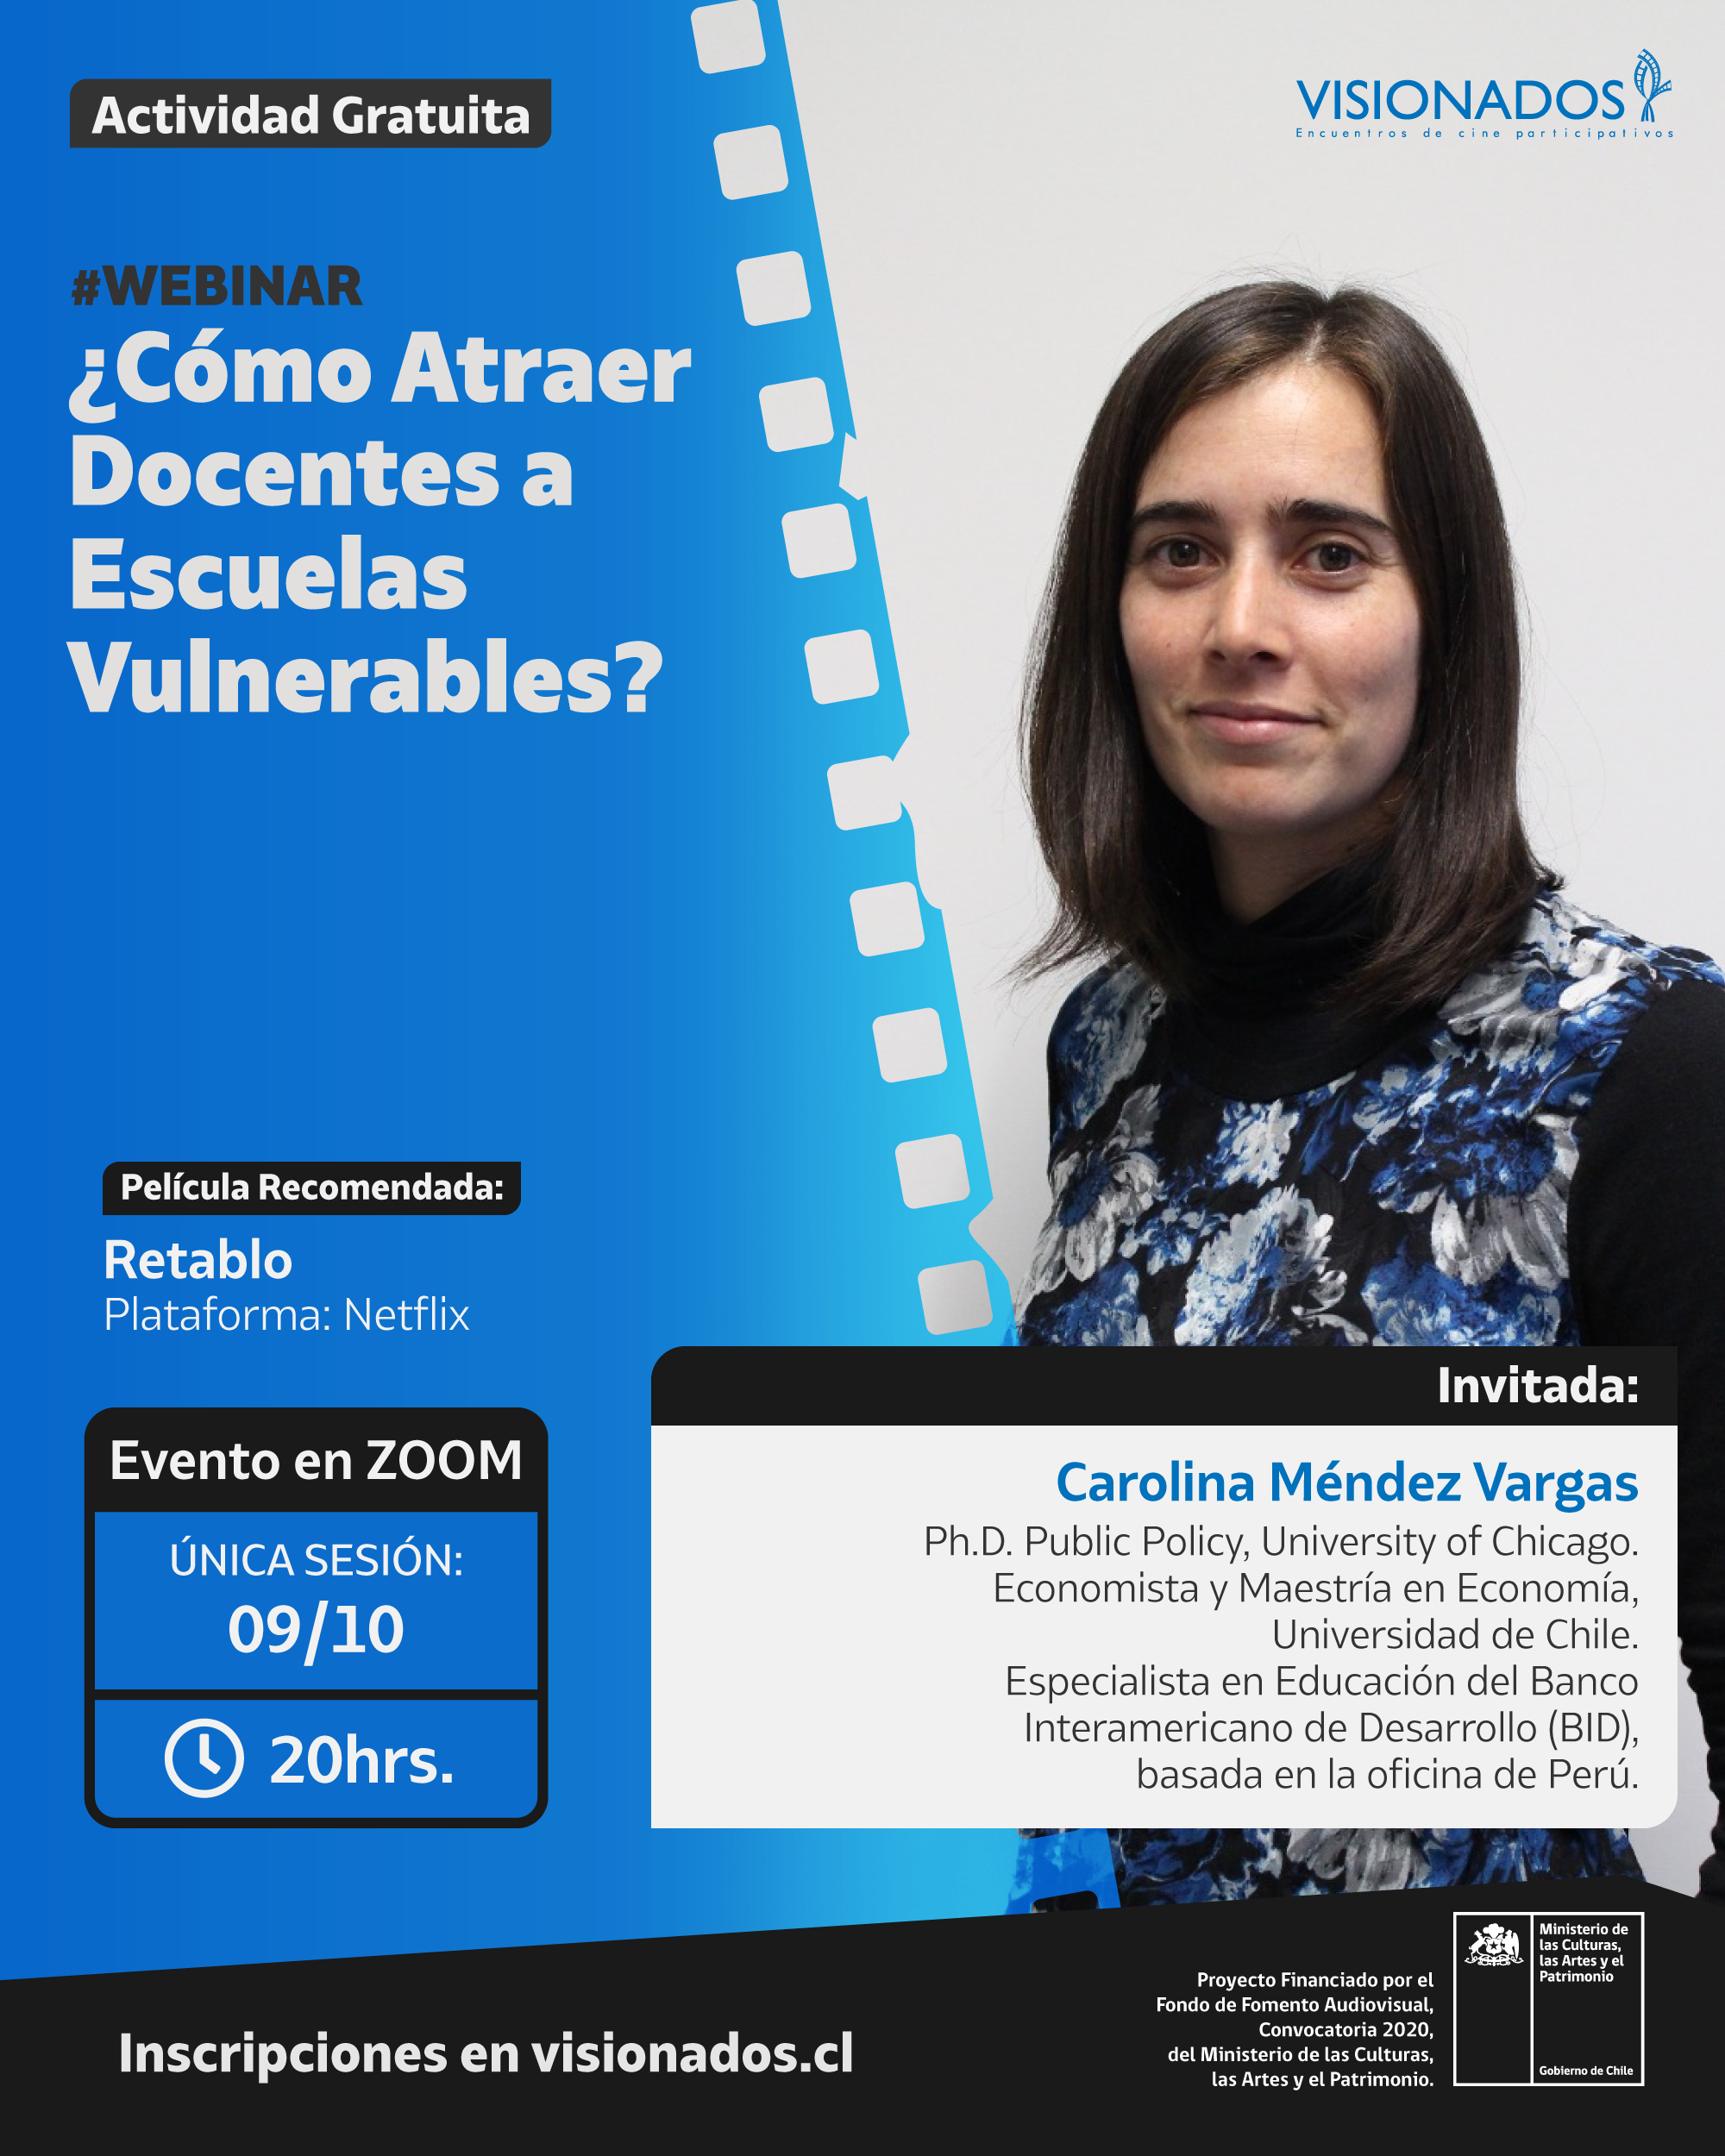 Actividad Gratuita
VISIONADOS
Encuentros de cine participativos
#WEBINAR
¿Cómo Atraer
Docentes a
Escuelas
Vulnerables?
Película Recomendada:
Retablo
Plataforma: Netflix
Evento en ZOOM
ÚNICA SESIÓN:
09/10
20hrs.
Invitada:
Carolina Méndez Vargas
Ph.D. Public Policy, University of Chicago.
Economista y Maestría en Economía,
Universidad de Chile.
Especialista en Educación del Banco
Interamericano de Desarrollo (BID),
basada en la oficina de Perú.
Inscripciones en visionados.cl
Proyecto Financiado por el
Fondo de Fomento Audiovisual,
Convocatoria 2020,
del Ministerio de las Culturas,
las Artes y el Patrimonio.
Ministerio de
las Culturas,
las Artes y el
Patrimonio
Gobierno de Chile